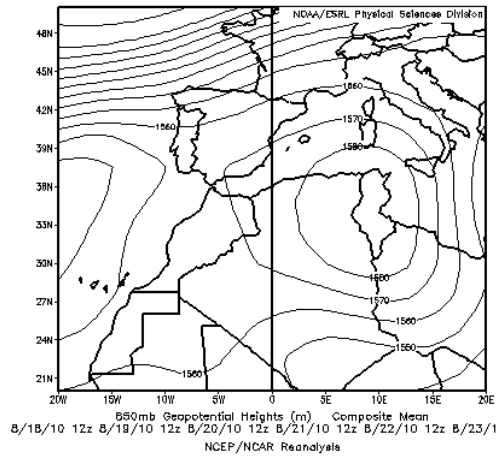 NOAA/ESRL Physical Sciences Division
48N
45N
42N
39N
36N
33N
30N
27N
24N
21N
1560
1570
1580
1560
1580
1570
1560
1550
1560
20W
15W
10W
5W
0
5E
10E
15E
20E
850mb Geopotential Heights (m) Composite Mean
8/18/10 12z 8/19/10 12z 8/20/10 12z 8/21/10 12z 8/22/10 12z 8/23/1
NCEP/NCAR Reanalysis